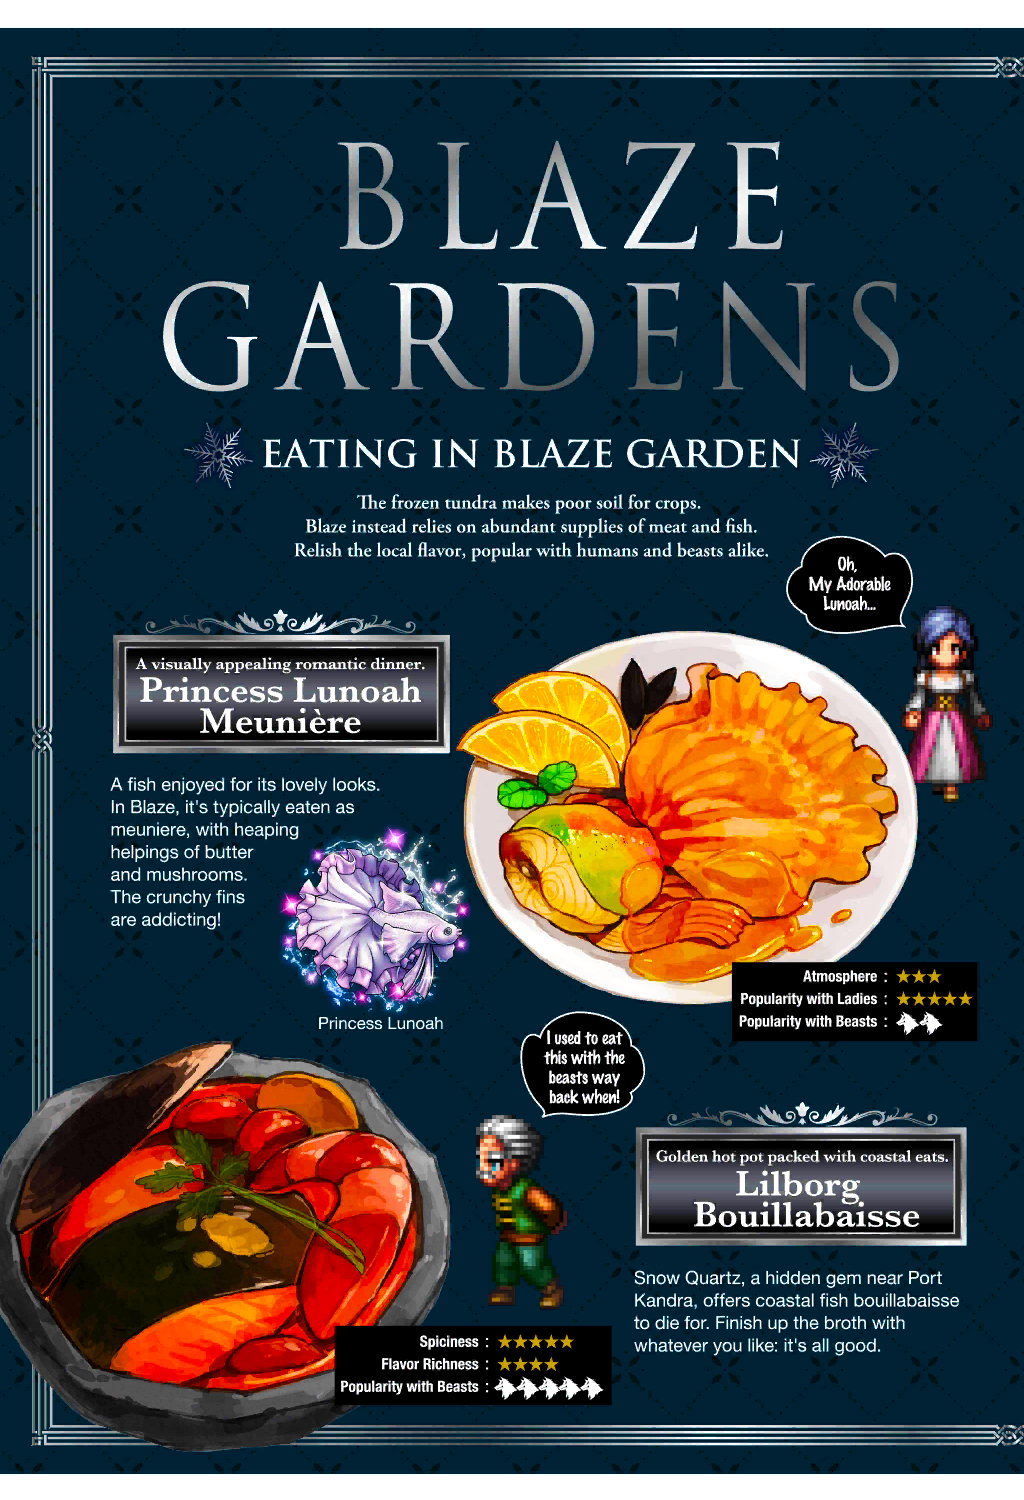 BLAZE
GARDENS
EATING IN BLAZE GARDEN
The frozen tundra makes poor soil for crops.
Blaze instead relies on abundant supplies of meat and fish.
Relish the local flavor, popular with humans and beasts alike.
Oh,
My Adorable
Lunoah...
A visually appealing romantic dinner.
Princess Lunoah
Meunière
A fish enjoyed for its lovely looks.
In Blaze, it's typically eaten as
meuniere, with heaping
helpings of butter
and mushrooms.
The crunchy fins
are addicting!
Princess Lunoah
Atmosphere : ★★★
Popularity with Ladies : ★★★★★
Popularity with Beasts :
I used to eat
this with the
beasts way
back when!
Golden hot pot packed with coastal eats.
Lilborg
Bouillabaisse
Snow Quartz, a hidden gem near Port
Kandra, offers coastal fish bouillabaisse
to die for. Finish up the broth with
whatever you like: it's all good.
Spiciness : ★★★★★
Flavor Richness : ★★★★
Popularity with Beasts :